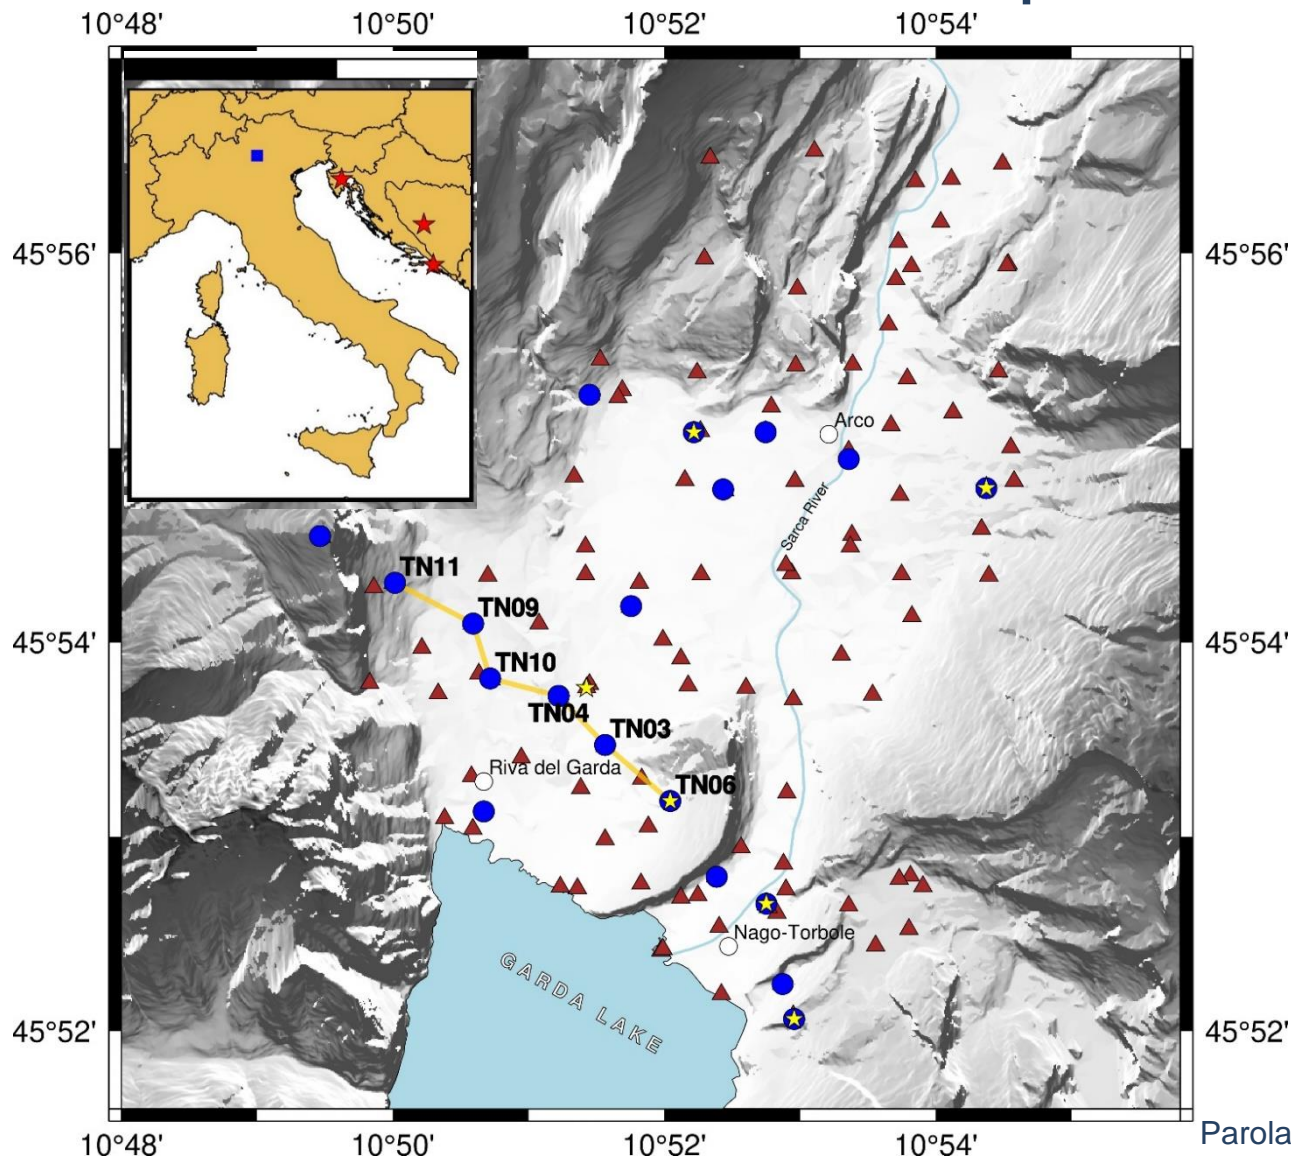 10°48' 10°50' 10°52' 10°54'
45°56' 45°56'
Arco
Sarca River
TN11
TN09
45°54' 45°54'
TN10
TN04
TN03
Riva del Garda
TN06
Nago-Torbole
GARDA LAKE
45°52' 45°52'
10°48' 10°50' 10°52' 10°54'
Parola